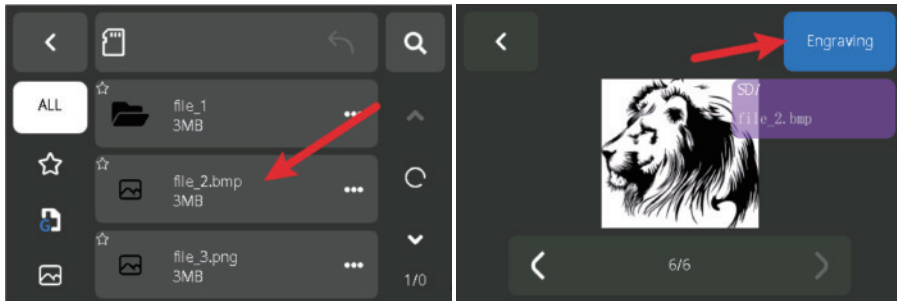 ALL
file_1
3MB
file_2.bmp
3MB
file_3.png
3MB
1/0
G
Engraving
SD/
file_2.bmp
6/6